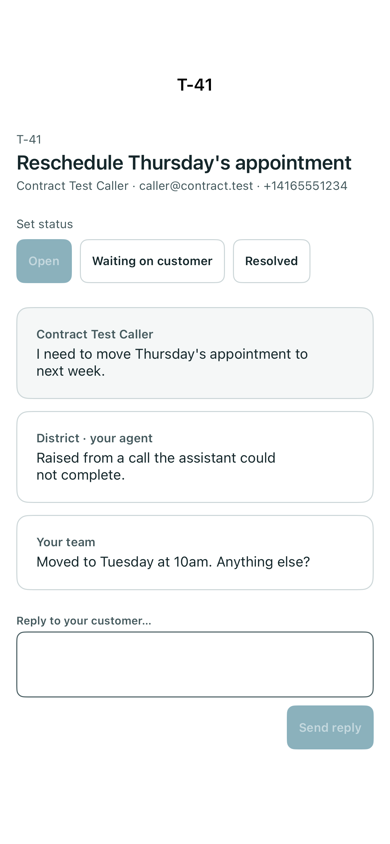 T-41
T-41
Reschedule Thursday's appointment
Contract Test Caller · caller@contract.test · +14165551234
Set status
Open
Waiting on customer
Resolved
Contract Test Caller
I need to move Thursday's appointment to
next week.
District · your agent
Raised from a call the assistant could
not complete.
Your team
Moved to Tuesday at 10am. Anything else?
Reply to your customer...
Send reply